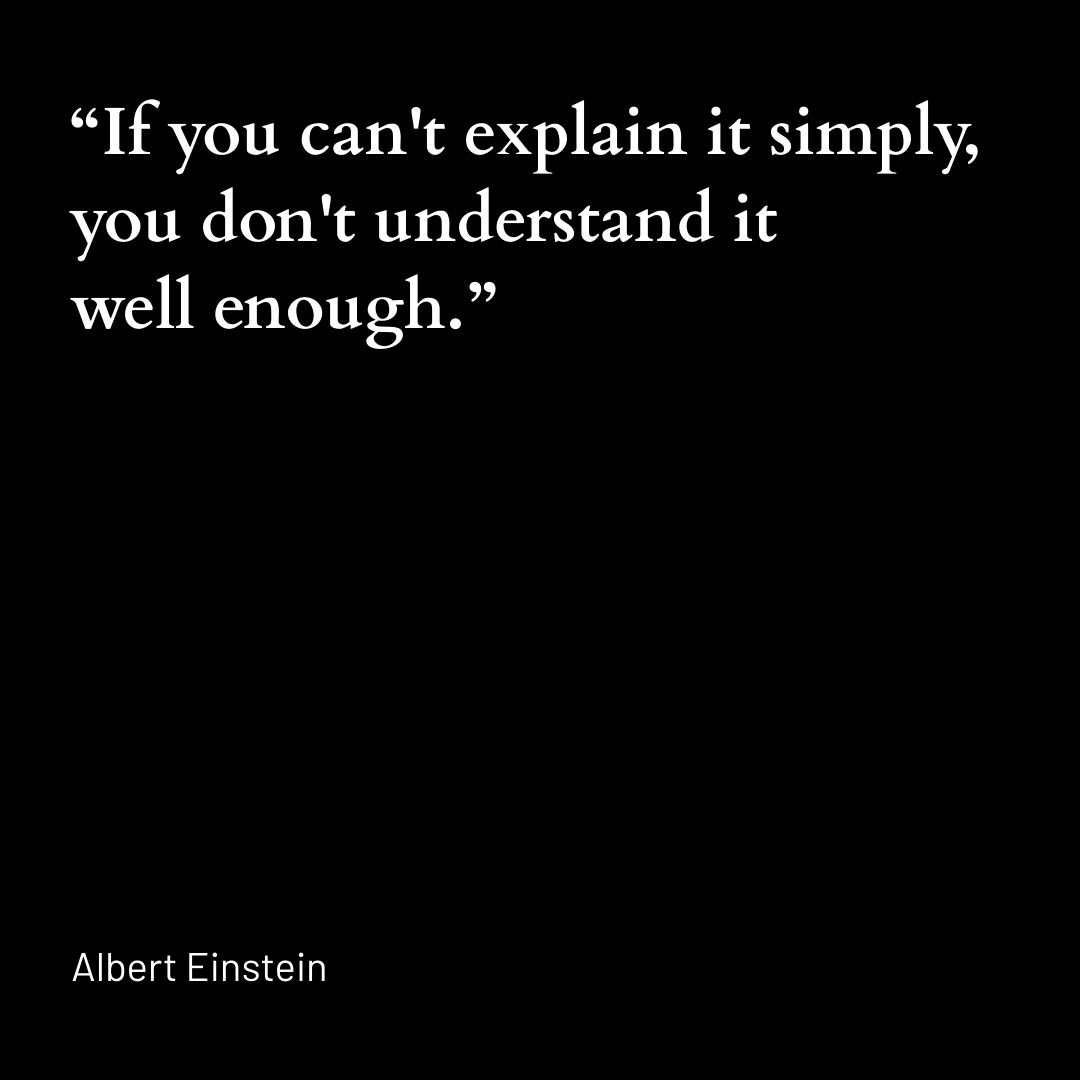 “If you can't explain it simply,
you don't understand it
well enough.”
Albert Einstein